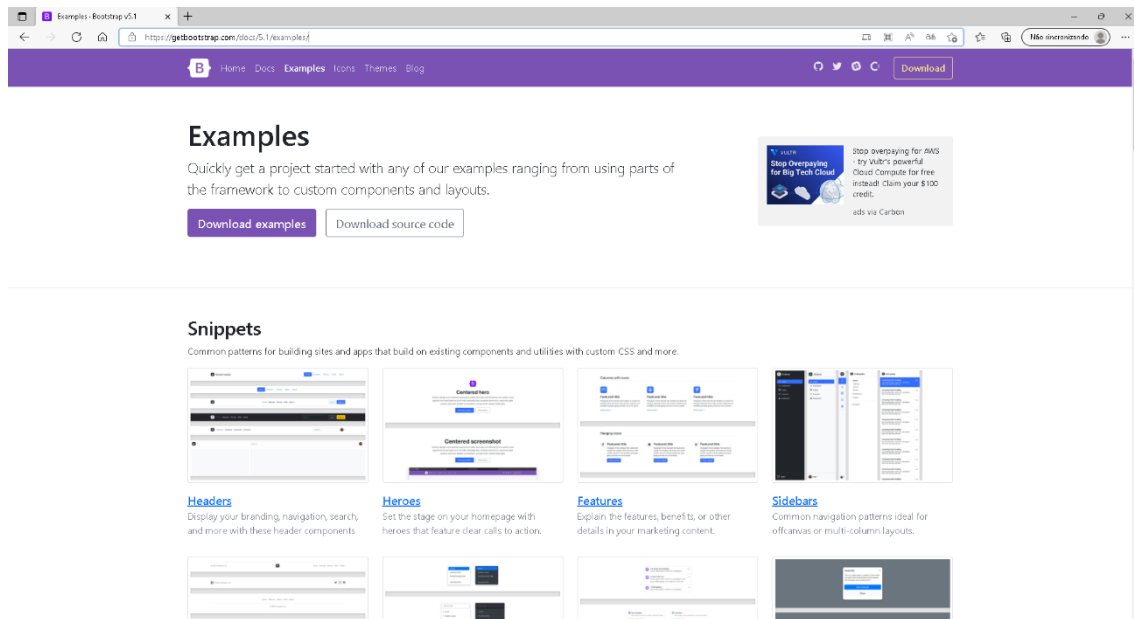 Examples · Bootstrap v5.1
https://getbootstrap.com/docs/5.1/examples/
Não sincronizando
B Home Docs Examples Icons Themes Blog
Download
Examples
Quickly get a project started with any of our examples ranging from using parts of
the framework to custom components and layouts.
Download examples Download source code
VULTR
Stop Overpaying
for Big Tech Cloud
Stop overpaying for AWS
- try Vultr's powerful
Cloud Compute for free
instead! Claim your $100
credit.
ads via Carbon
Snippets
Common patterns for building sites and apps that build on existing components and utilities with custom CSS and more.
Centered hero
Centered screenshot
Headers
Display your branding, navigation, search,
and more with these header components
Heroes
Set the stage on your homepage with
heroes that feature clear calls to action.
Features
Explain the features, benefits, or other
details in your marketing content.
Sidebars
Common navigation patterns ideal for
offcanvas or multi-column layouts.